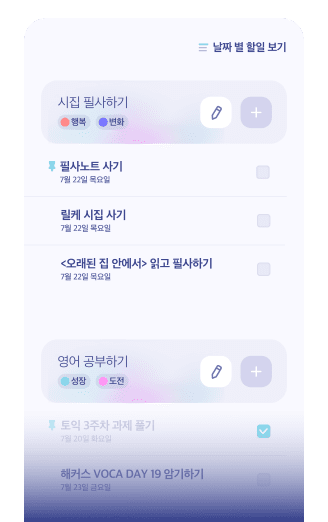 날짜 별 할일 보기
시집 필사하기
행복 변화
필사노트 사기
7월 22일 목요일
릴케 시집 사기
7월 22일 목요일
<오래된 집 안에서> 읽고 필사하기
7월 22일 목요일
영어 공부하기
성장 도전
토익 3주차 과제 풀기
7월 20일 화요일
해커스 VOCA DAY 19 암기하기
7월 23일 금요일